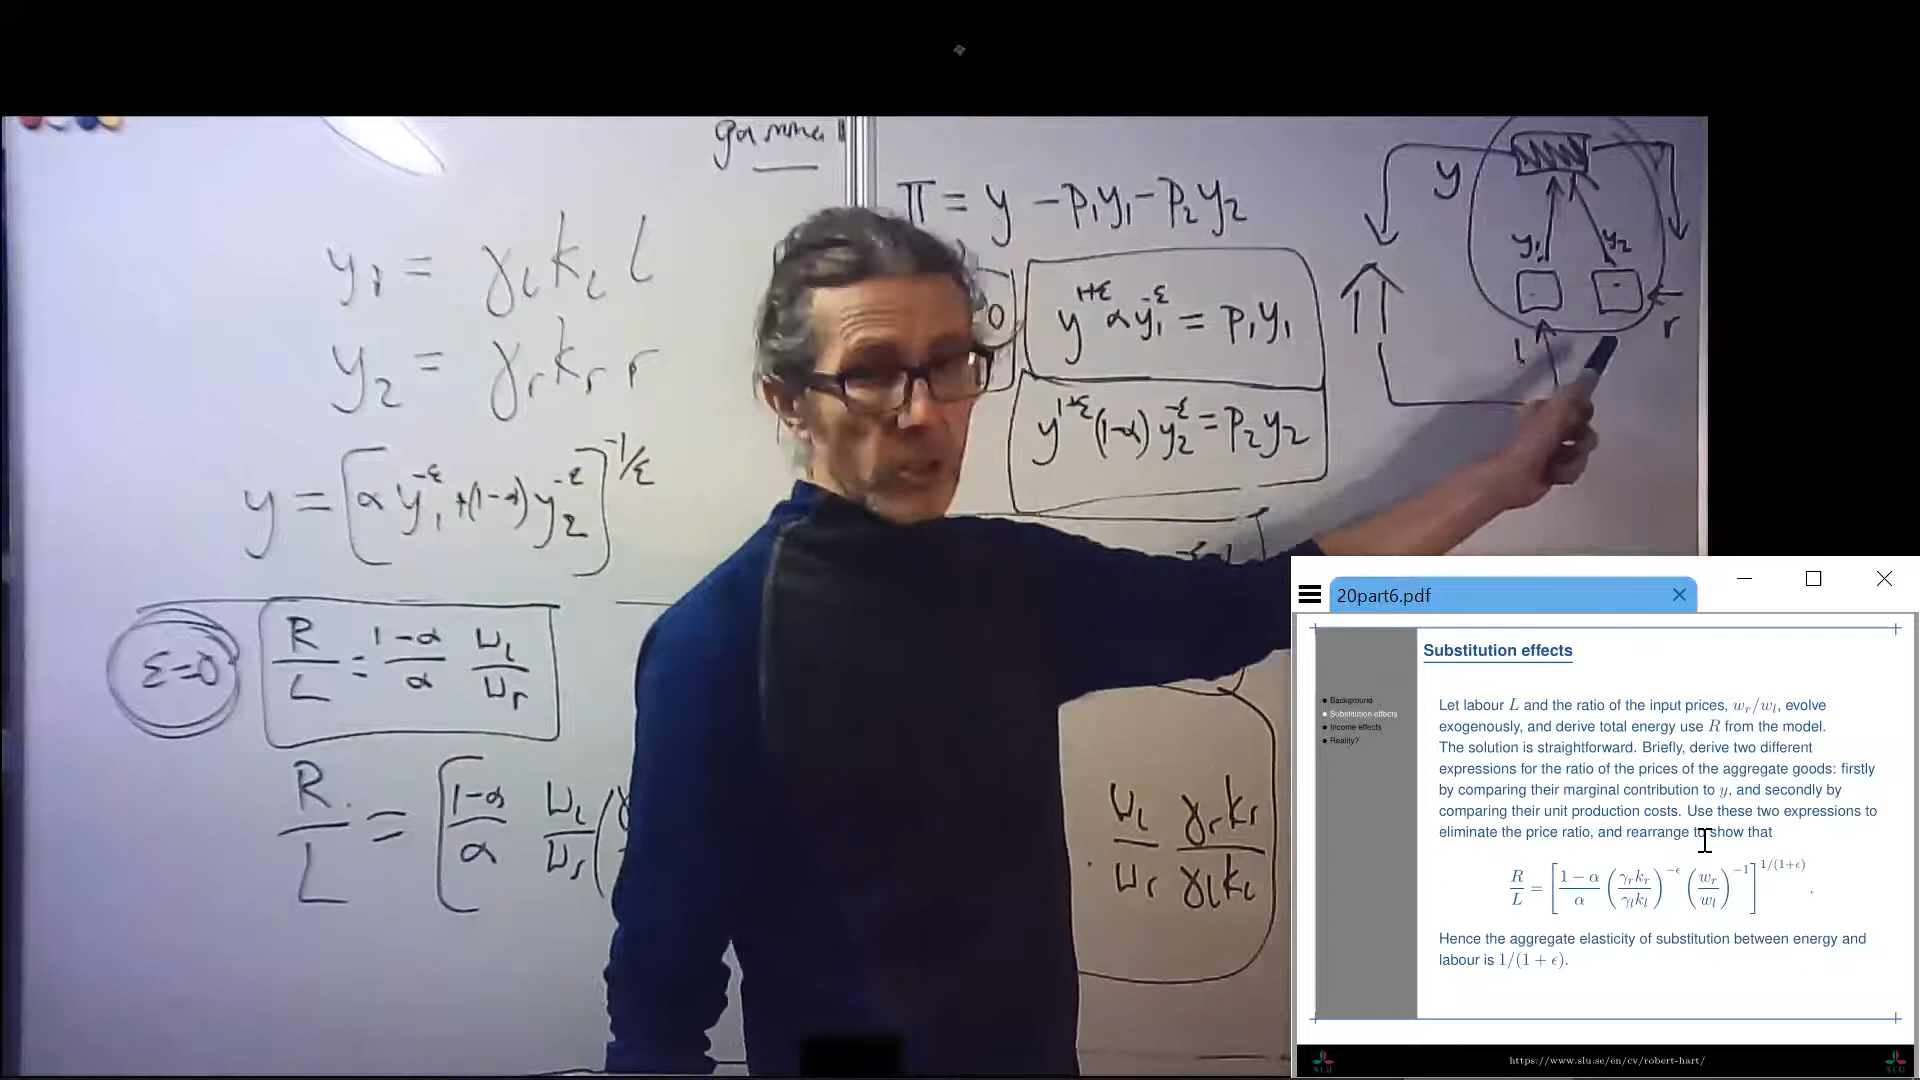 gamma
y₁ = γₗ kₗ l
y₂ = γᵣ kᵣ r
y = [α y₁^-ε + (1-α) y₂^-ε]^-1/ε
ε=0
R/L = (1-α)/α wₗ/wᵣ
R/L = [(1-α)/α wₗ/wᵣ (γ
π = y - p₁y₁ - p₂y₂
0
y^1+ε α y₁^-ε = p₁y₁
y^1+ε (1-α) y₂^-ε = p₂y₂
wₗ/wᵣ γᵣkᵣ/γₗkₗ
y
y₁ y₂
l
r
20part6.pdf
Substitution effects
● Background
● Substitution effects
● Income effects
● Reality?
Let labour L and the ratio of the input prices, wᵣ/wₗ, evolve
exogenously, and derive total energy use R from the model.
The solution is straightforward. Briefly, derive two different
expressions for the ratio of the prices of the aggregate goods: firstly
by comparing their marginal contribution to y, and secondly by
comparing their unit production costs. Use these two expressions to
eliminate the price ratio, and rearrange to show that
R/L = [(1 − α)/α (γᵣkᵣ/γₗkₗ)^−ϵ (wᵣ/wₗ)^−1]^1/(1+ϵ) .
Hence the aggregate elasticity of substitution between energy and
labour is 1/(1 + ϵ).
SLU
https://www.slu.se/en/cv/robert-hart/
SLU